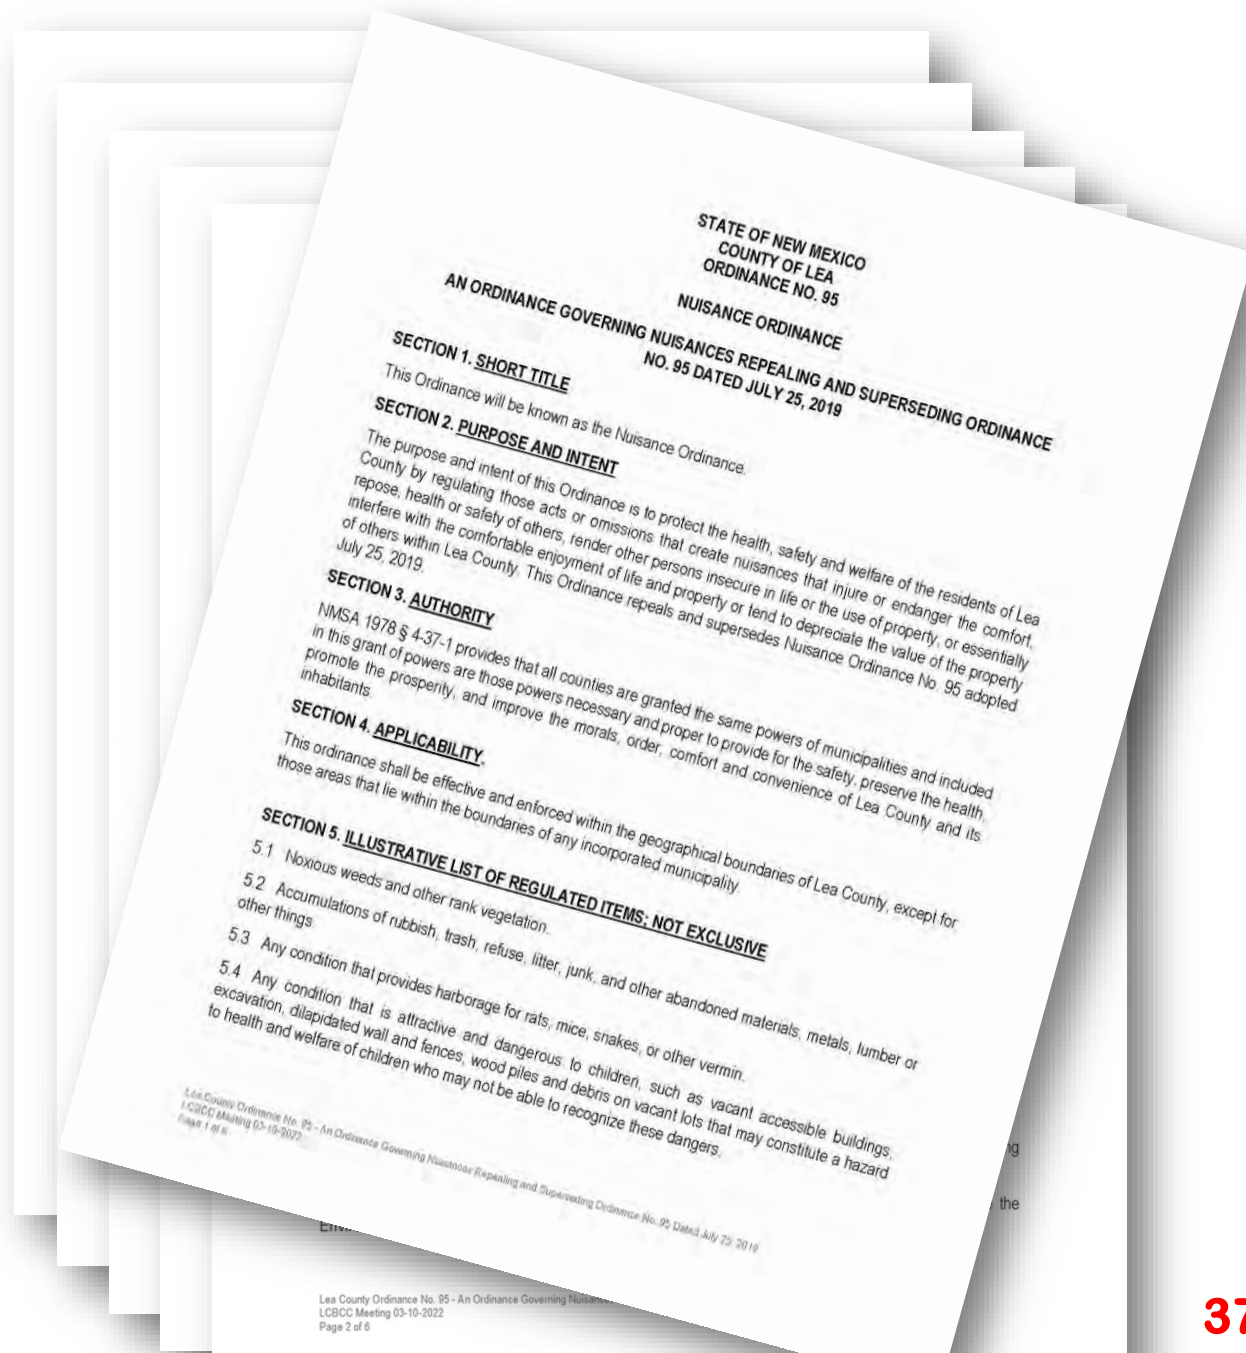 STATE OF NEW MEXICO
COUNTY OF LEA
ORDINANCE NO. 95
NUISANCE ORDINANCE
AN ORDINANCE GOVERNING NUISANCES REPEALING AND SUPERSEDING ORDINANCE
NO. 95 DATED JULY 25, 2019
SECTION 1. SHORT TITLE
This Ordinance will be known as the Nuisance Ordinance.
SECTION 2. PURPOSE AND INTENT
The purpose and intent of this Ordinance is to protect the health, safety and welfare of the residents of Lea
County by regulating those acts or omissions that create nuisances that injure or endanger the comfort,
repose, health or safety of others, render other persons insecure in life or the use of property, or essentially
interfere with the comfortable enjoyment of life and property or tend to depreciate the value of the property
of others within Lea County. This Ordinance repeals and supersedes Nuisance Ordinance No. 95 adopted
July 25, 2019.
SECTION 3. AUTHORITY
NMSA 1978 § 4-37-1 provides that all counties are granted the same powers of municipalities and included
in this grant of powers are those powers necessary and proper to provide for the safety, preserve the health,
promote the prosperity, and improve the morals, order, comfort and convenience of Lea County and its
inhabitants.
SECTION 4. APPLICABILITY.
This ordinance shall be effective and enforced within the geographical boundaries of Lea County, except for
those areas that lie within the boundaries of any incorporated municipality.
SECTION 5. ILLUSTRATIVE LIST OF REGULATED ITEMS; NOT EXCLUSIVE
5.1 Noxious weeds and other rank vegetation.
5.2 Accumulations of rubbish, trash, refuse, litter, junk, and other abandoned materials, metals, lumber or
other things.
5.3 Any condition that provides harborage for rats, mice, snakes, or other vermin.
5.4 Any condition that is attractive and dangerous to children, such as vacant accessible buildings,
excavation, dilapidated wall and fences, wood piles and debris on vacant lots that may constitute a hazard
to health and welfare of children who may not be able to recognize these dangers.
Lea County Ordinance No. 95 - An Ordinance Governing Nuisances Repealing and Superseding Ordinance No. 95 Dated July 25, 2019
LCBCC Meeting 03-10-2022
Page 1 of 6
ng
the
Lea County Ordinance No. 95 - An Ordinance Governing
LCBCC Meeting 03-10-2022
Page 2 of 6
37